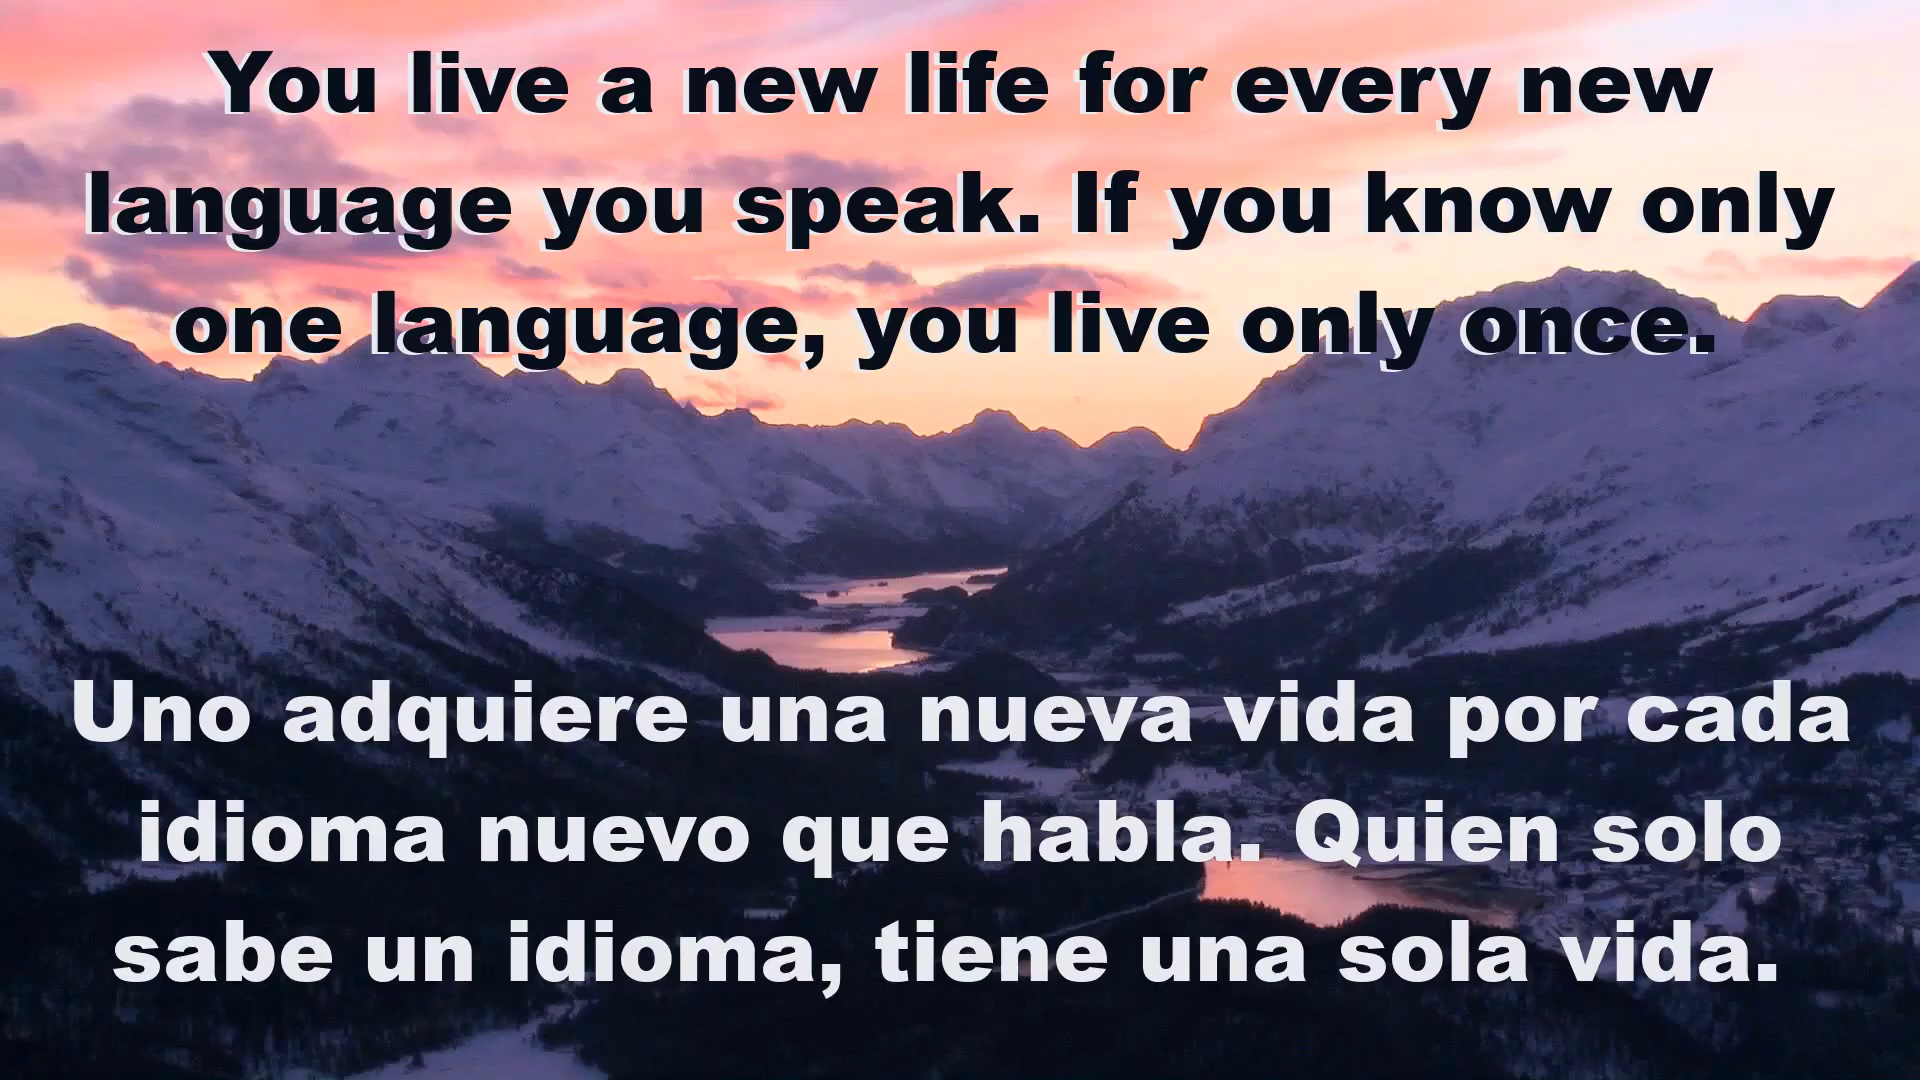 You live a new life for every new
language you speak. If you know only
one language, you live only once.
Uno adquiere una nueva vida por cada
idioma nuevo que habla. Quien solo
sabe un idioma, tiene una sola vida.